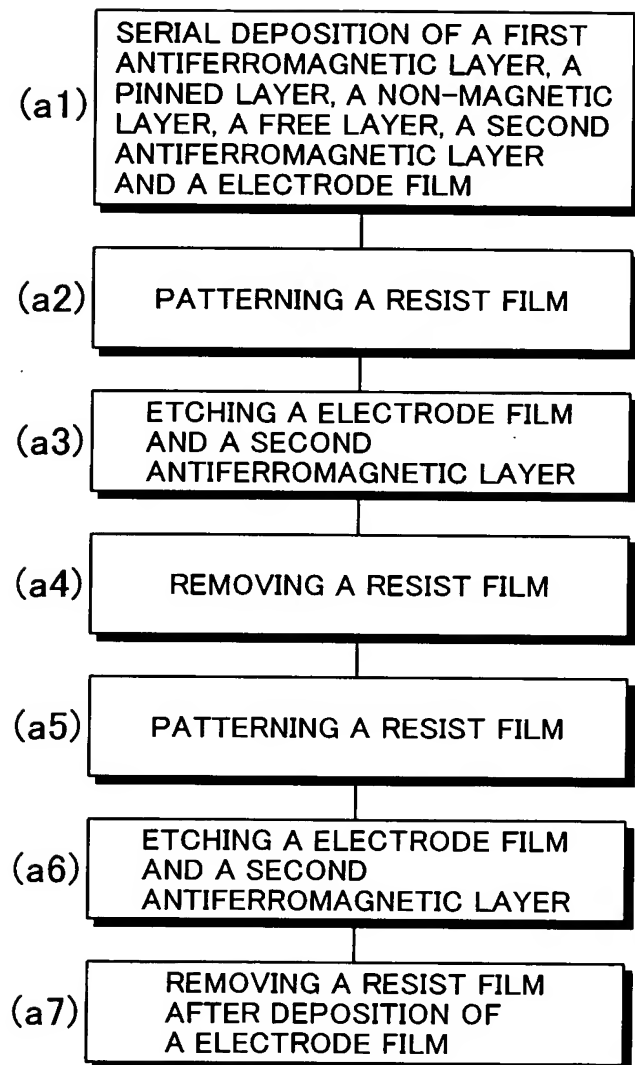 (a1)
SERIAL DEPOSITION OF A FIRST
ANTIFERROMAGNETIC LAYER, A
PINNED LAYER, A NON-MAGNETIC
LAYER, A FREE LAYER, A SECOND
ANTIFERROMAGNETIC LAYER
AND A ELECTRODE FILM
(a2)
PATTERNING A RESIST FILM
(a3)
ETCHING A ELECTRODE FILM
AND A SECOND
ANTIFERROMAGNETIC LAYER
(a4)
REMOVING A RESIST FILM
(a5)
PATTERNING A RESIST FILM
(a6)
ETCHING A ELECTRODE FILM
AND A SECOND
ANTIFERROMAGNETIC LAYER
(a7)
REMOVING A RESIST FILM
AFTER DEPOSITION OF
A ELECTRODE FILM